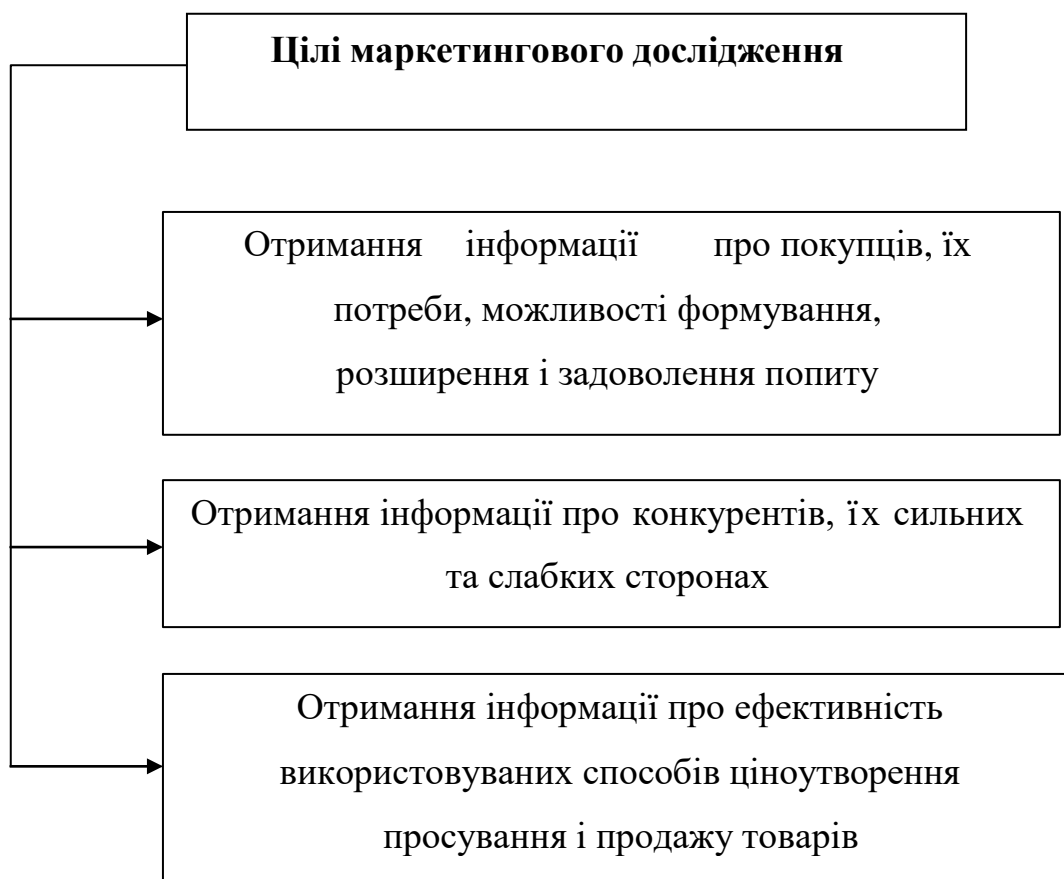 Цілі маркетингового дослідження
Отримання інформації про покупців, їх
потреби, можливості формування,
розширення і задоволення попиту
Отримання інформації про конкурентів, їх сильних
та слабких сторонах
Отримання інформації про ефективність
використовуваних способів ціноутворення
просування і продажу товарів